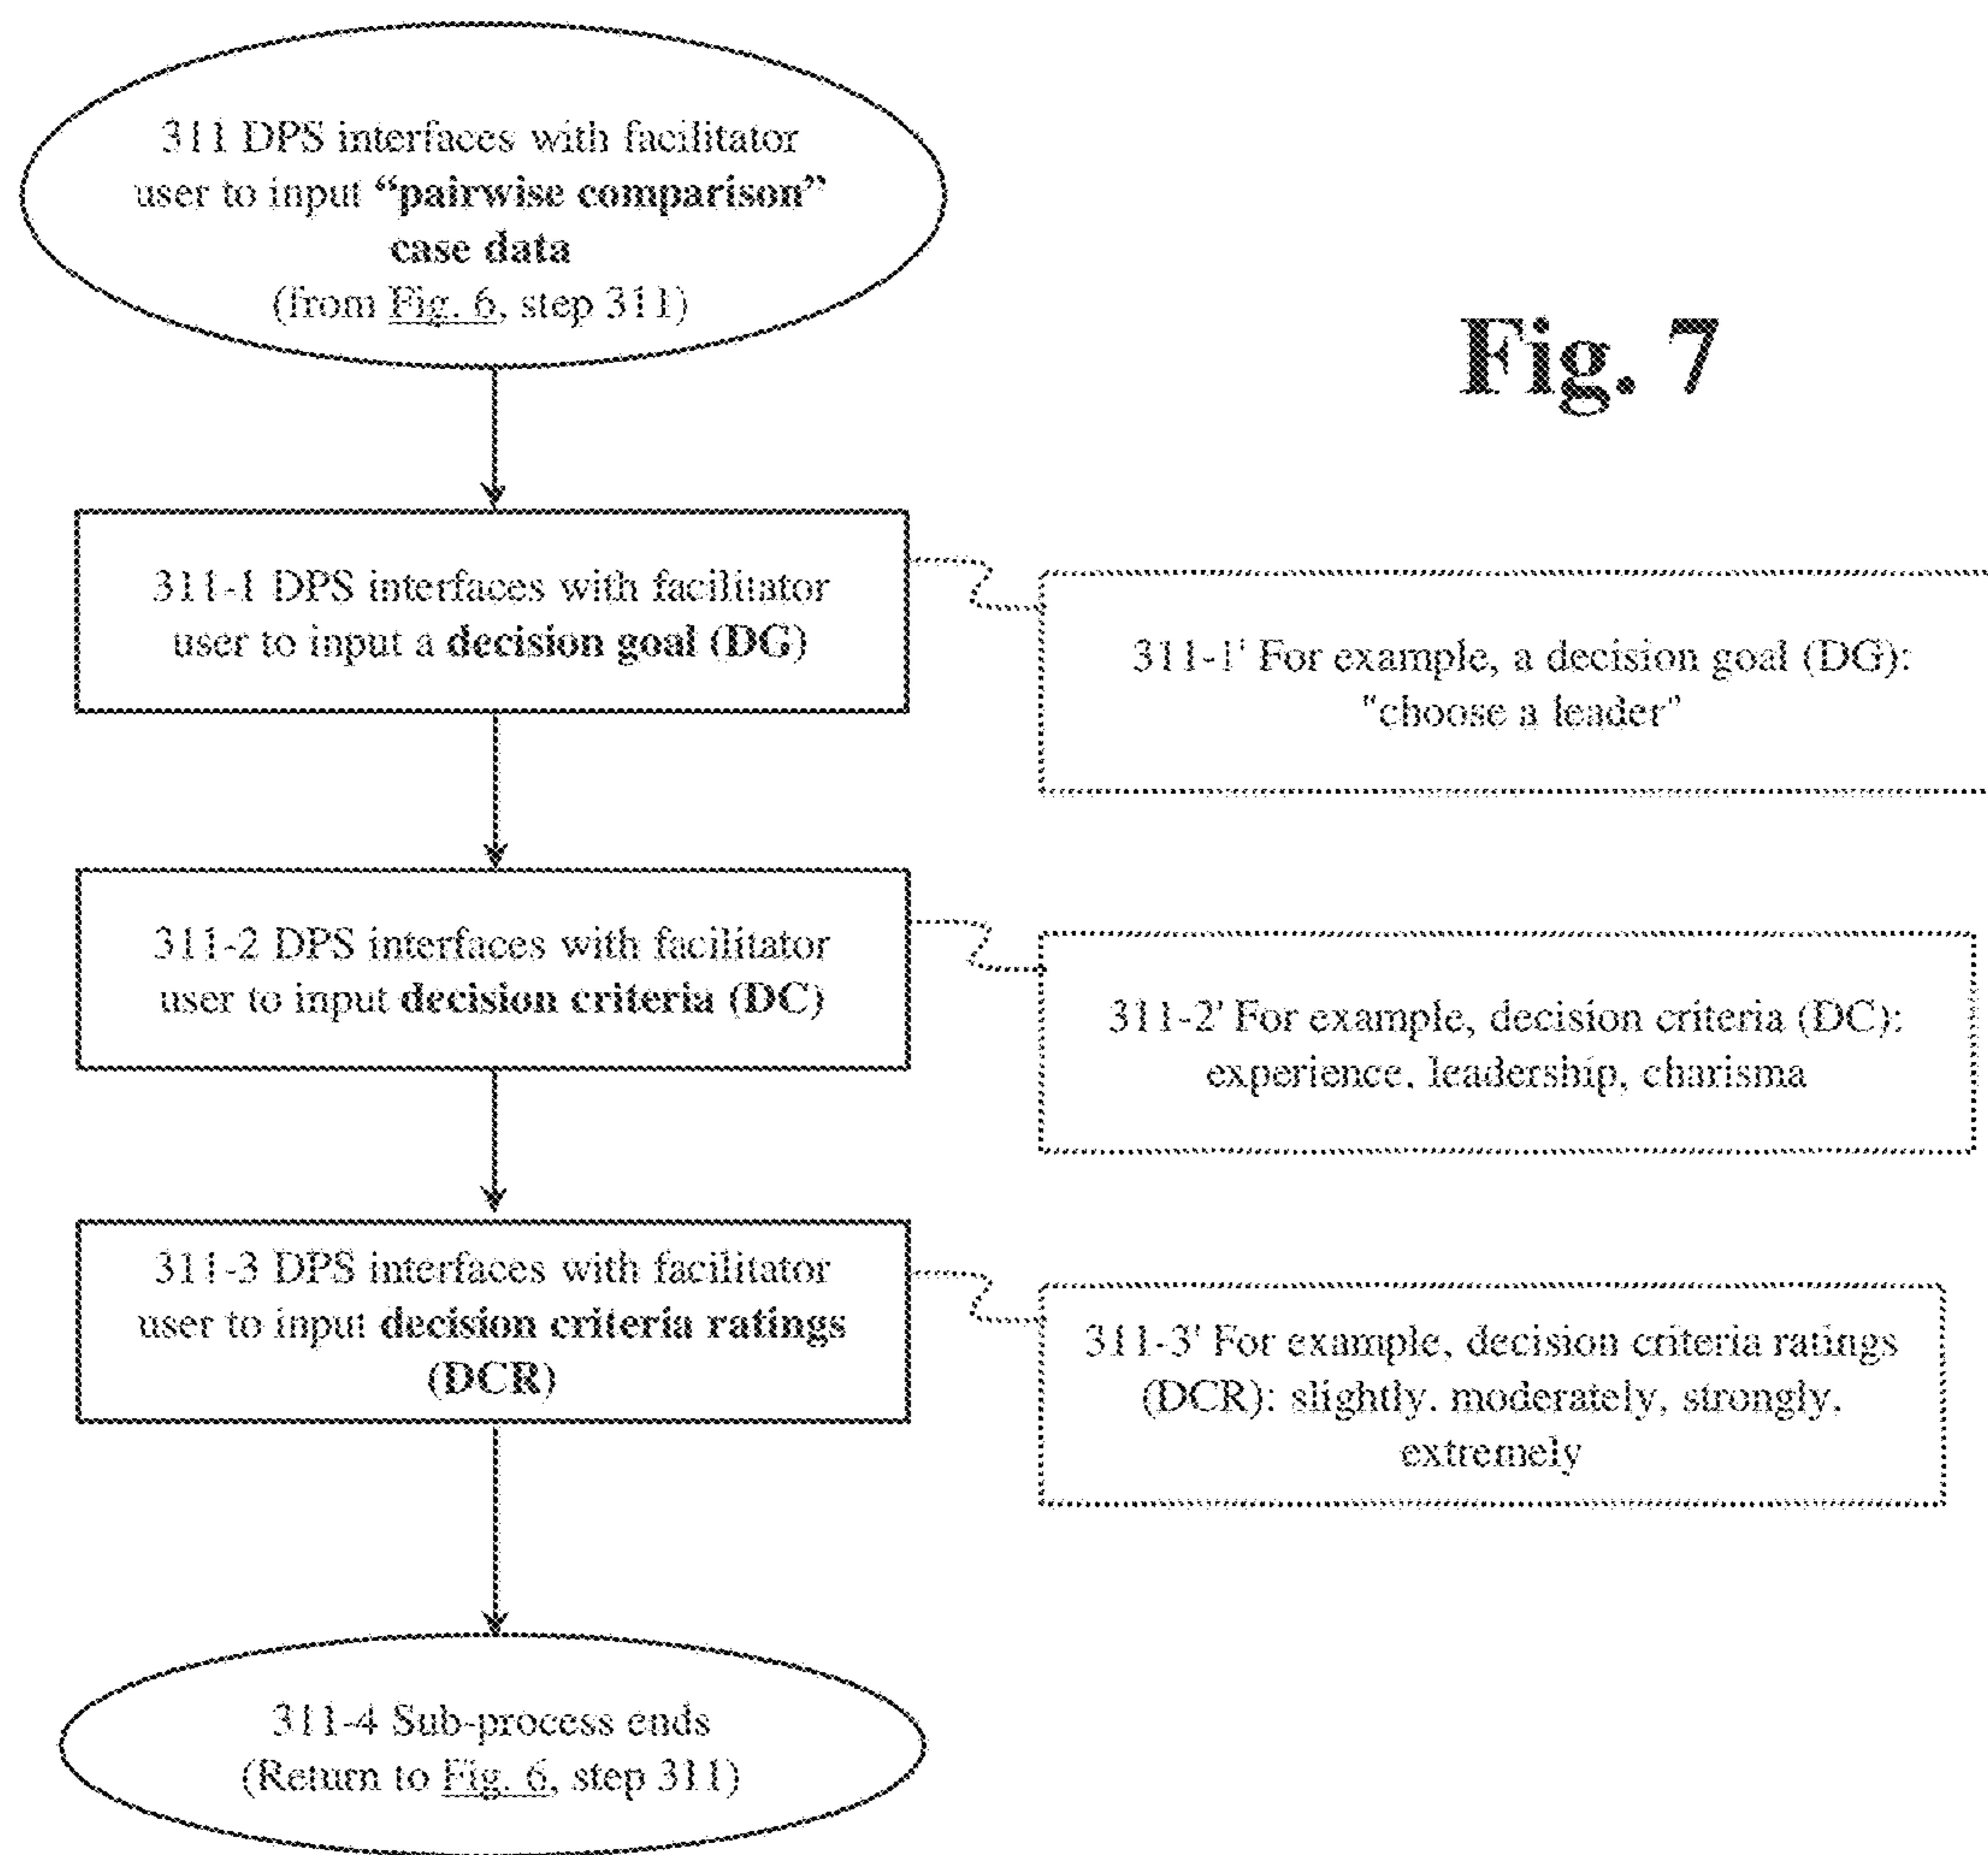 311 DPS interfaces with facilitator
user to input “pairwise comparison”
case data
(from Fig. 6, step 311)
Fig. 7
311-1 DPS interfaces with facilitator
user to input a decision goal (DG)
311-1' For example, a decision goal (DG):
"choose a leader"
311-2 DPS interfaces with facilitator
user to input decision criteria (DC)
311-2' For example, decision criteria (DC):
experience, leadership, charisma
311-3 DPS interfaces with facilitator
user to input decision criteria ratings
(DCR)
311-3' For example, decision criteria ratings
(DCR): slightly, moderately, strongly,
extremely
311-4 Sub-process ends
(Return to Fig. 6, step 311)